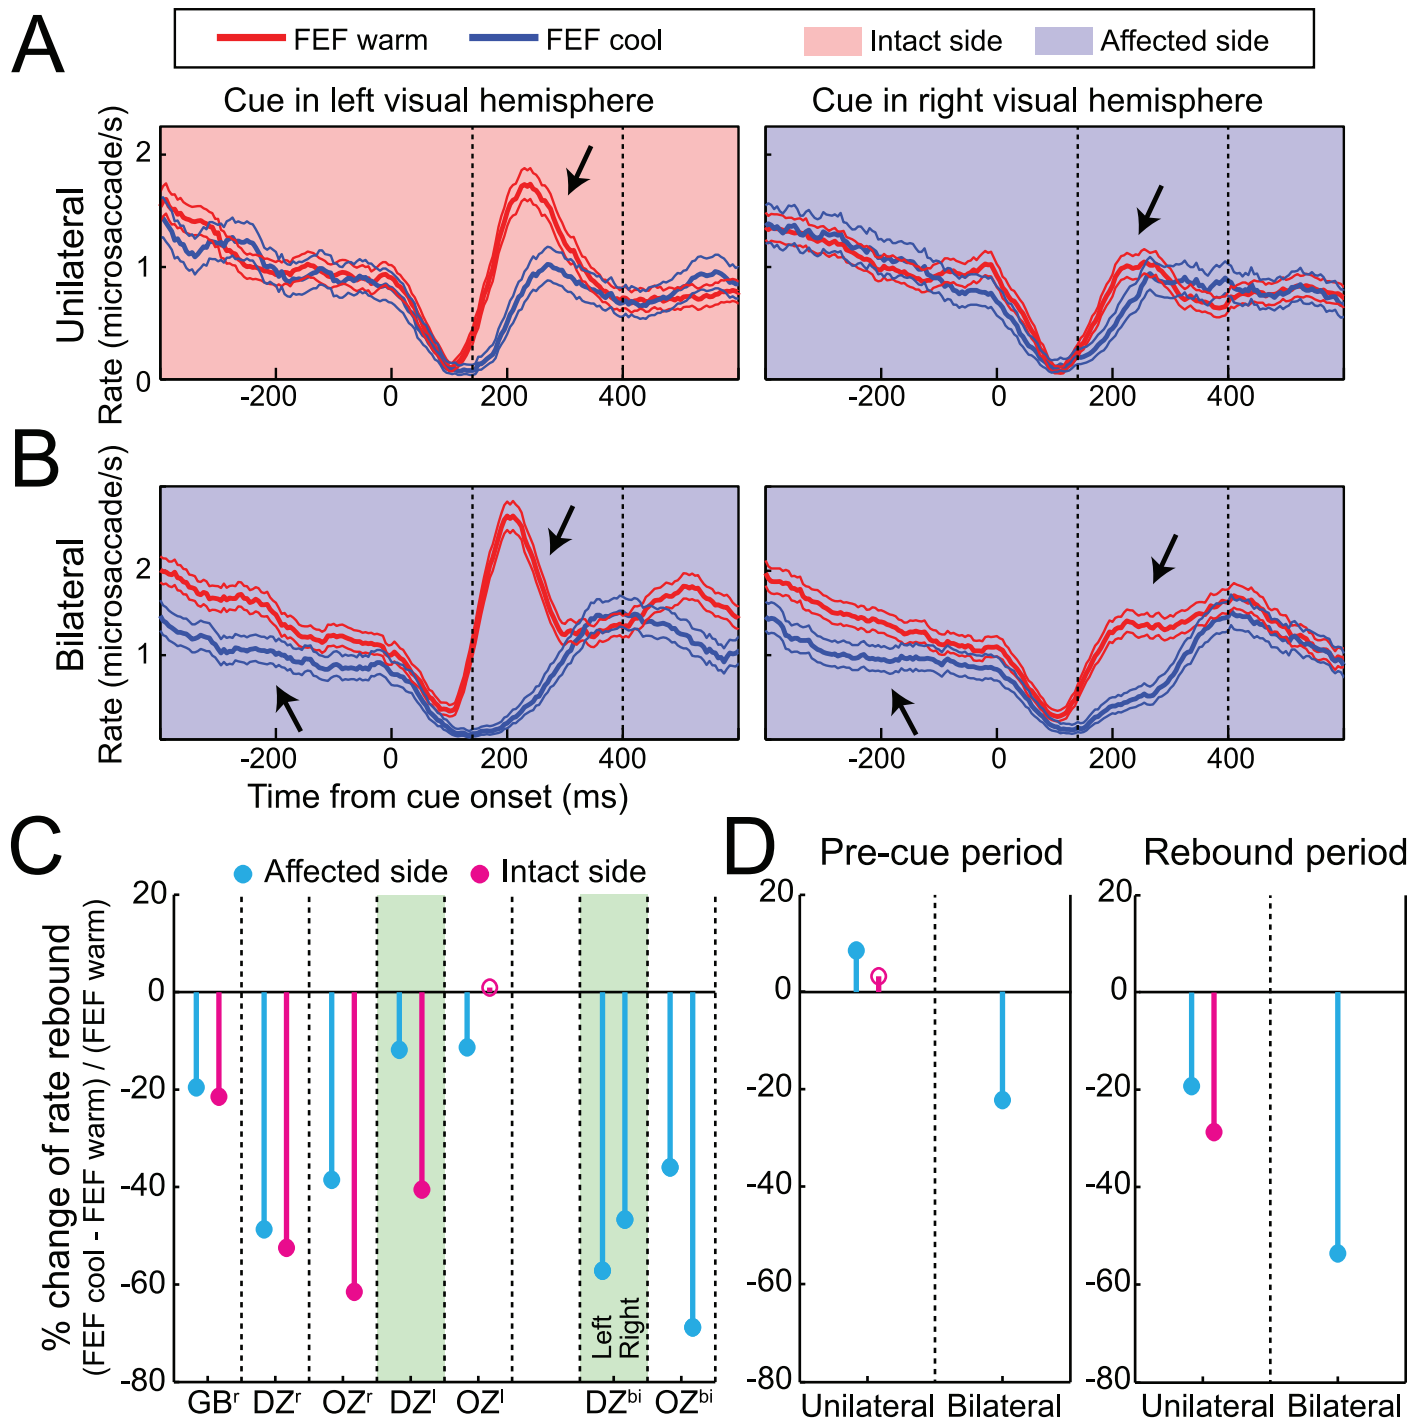 A
FEF warm
FEF cool
Intact side
Affected side
Cue in left visual hemisphere
Cue in right visual hemisphere
Unilateral
Rate (microsaccade/s)
2
1
0
-200
0
200
400
-200
0
200
400
B
Bilateral
Rate (microsaccade/s)
2
1
-200
0
200
400
-200
0
200
400
Time from cue onset (ms)
C
Affected side
Intact side
% change of rate rebound
(FEF cool - FEF warm) / (FEF warm)
20
0
-20
-40
-60
-80
Left
Right
GBʳ
DZʳ
OZʳ
DZˡ
OZˡ
DZᵇⁱ
OZᵇⁱ
D
Pre-cue period
Rebound period
20
0
-20
-40
-60
-80
Unilateral
Bilateral
20
0
-20
-40
-60
-80
Unilateral
Bilateral